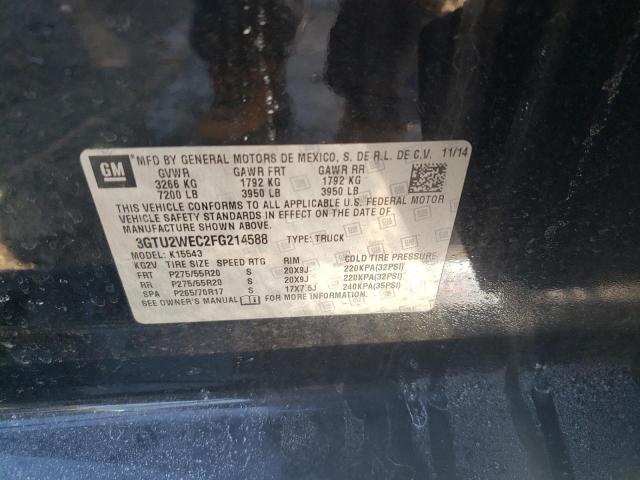 GM
MFD BY GENERAL MOTORS DE MEXICO, S. DE R.L. DE C.V. 11/14
GVWR GAWR FRT GAWR RR
3266 KG 1792 KG 1792 KG
7200 LB 3950 LB 3950 LB
THIS VEHICLE CONFORMS TO ALL APPLICABLE U.S. FEDERAL MOTOR
VEHICLE SAFETY STANDARDS IN EFFECT ON THE DATE OF
MANUFACTURE SHOWN ABOVE.
3GTU2WEC2FG214588 TYPE: TRUCK
MODEL: K15543
KG2V TIRE SIZE SPEED RTG RIM COLD TIRE PRESSURE
FRT P275/55R20 S 20X9J 220KPA(32PSI)
RR P275/55R20 S 20X9J 220KPA(32PSI)
SPA P265/70R17 S 17X7.5J 240KPA(35PSI)
SEE OWNER'S MANUAL FOR ADDITIONAL INFORMATION.